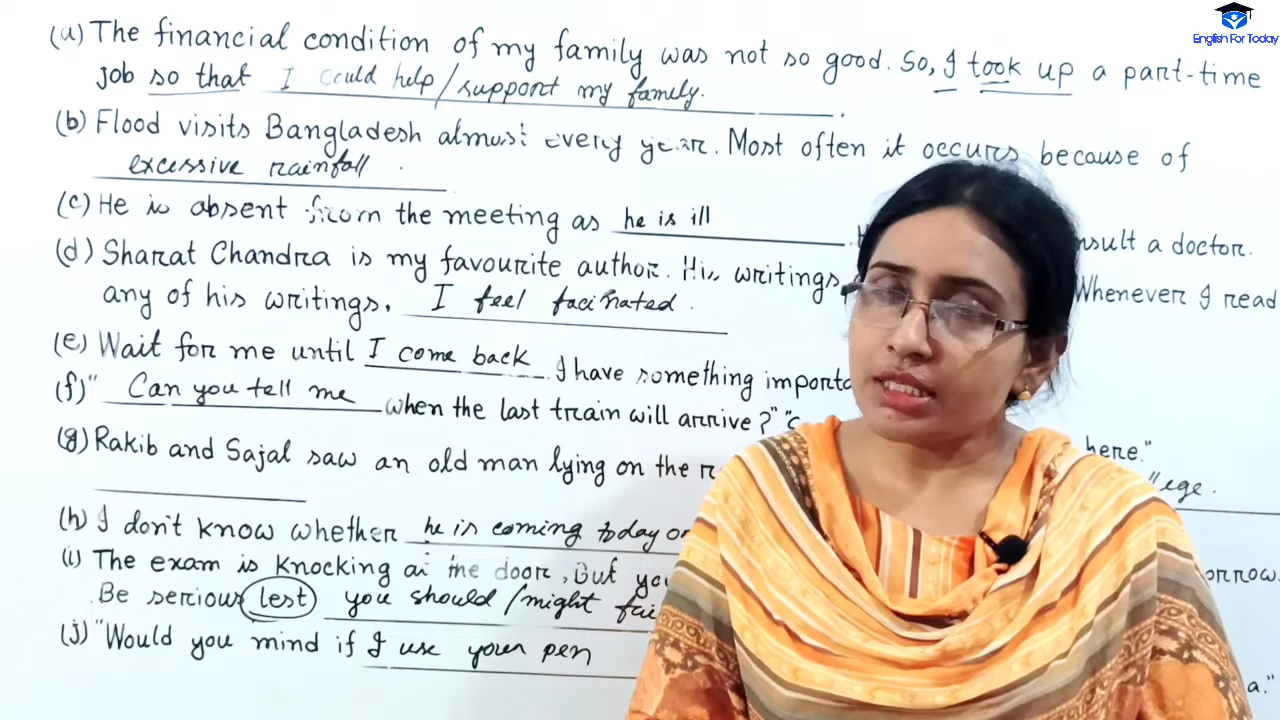 English For Today
(a) The financial condition of my family was not so good. So, I took up a part-time
job so that I could help/support my family.
(b) Flood visits Bangladesh almost every year. Most often it occurs because of
excessive rainfall.
(c) He is absent from the meeting as he is ill. a doctor.
(d) Sharat Chandra is my favourite author. His writings Whenever I read
any of his writings, I feel facinated.
(e) Wait for me until I come back. I have something
(f) "Can you tell me when the last train will arrive?" here."
(g) Rakib and Sajal saw an old man lying on the
(h) I don't know whether he is coming today or
(i) The exam is knocking at the door, But
Be serious lest you should/might
(j) "Would you mind if I use your pen